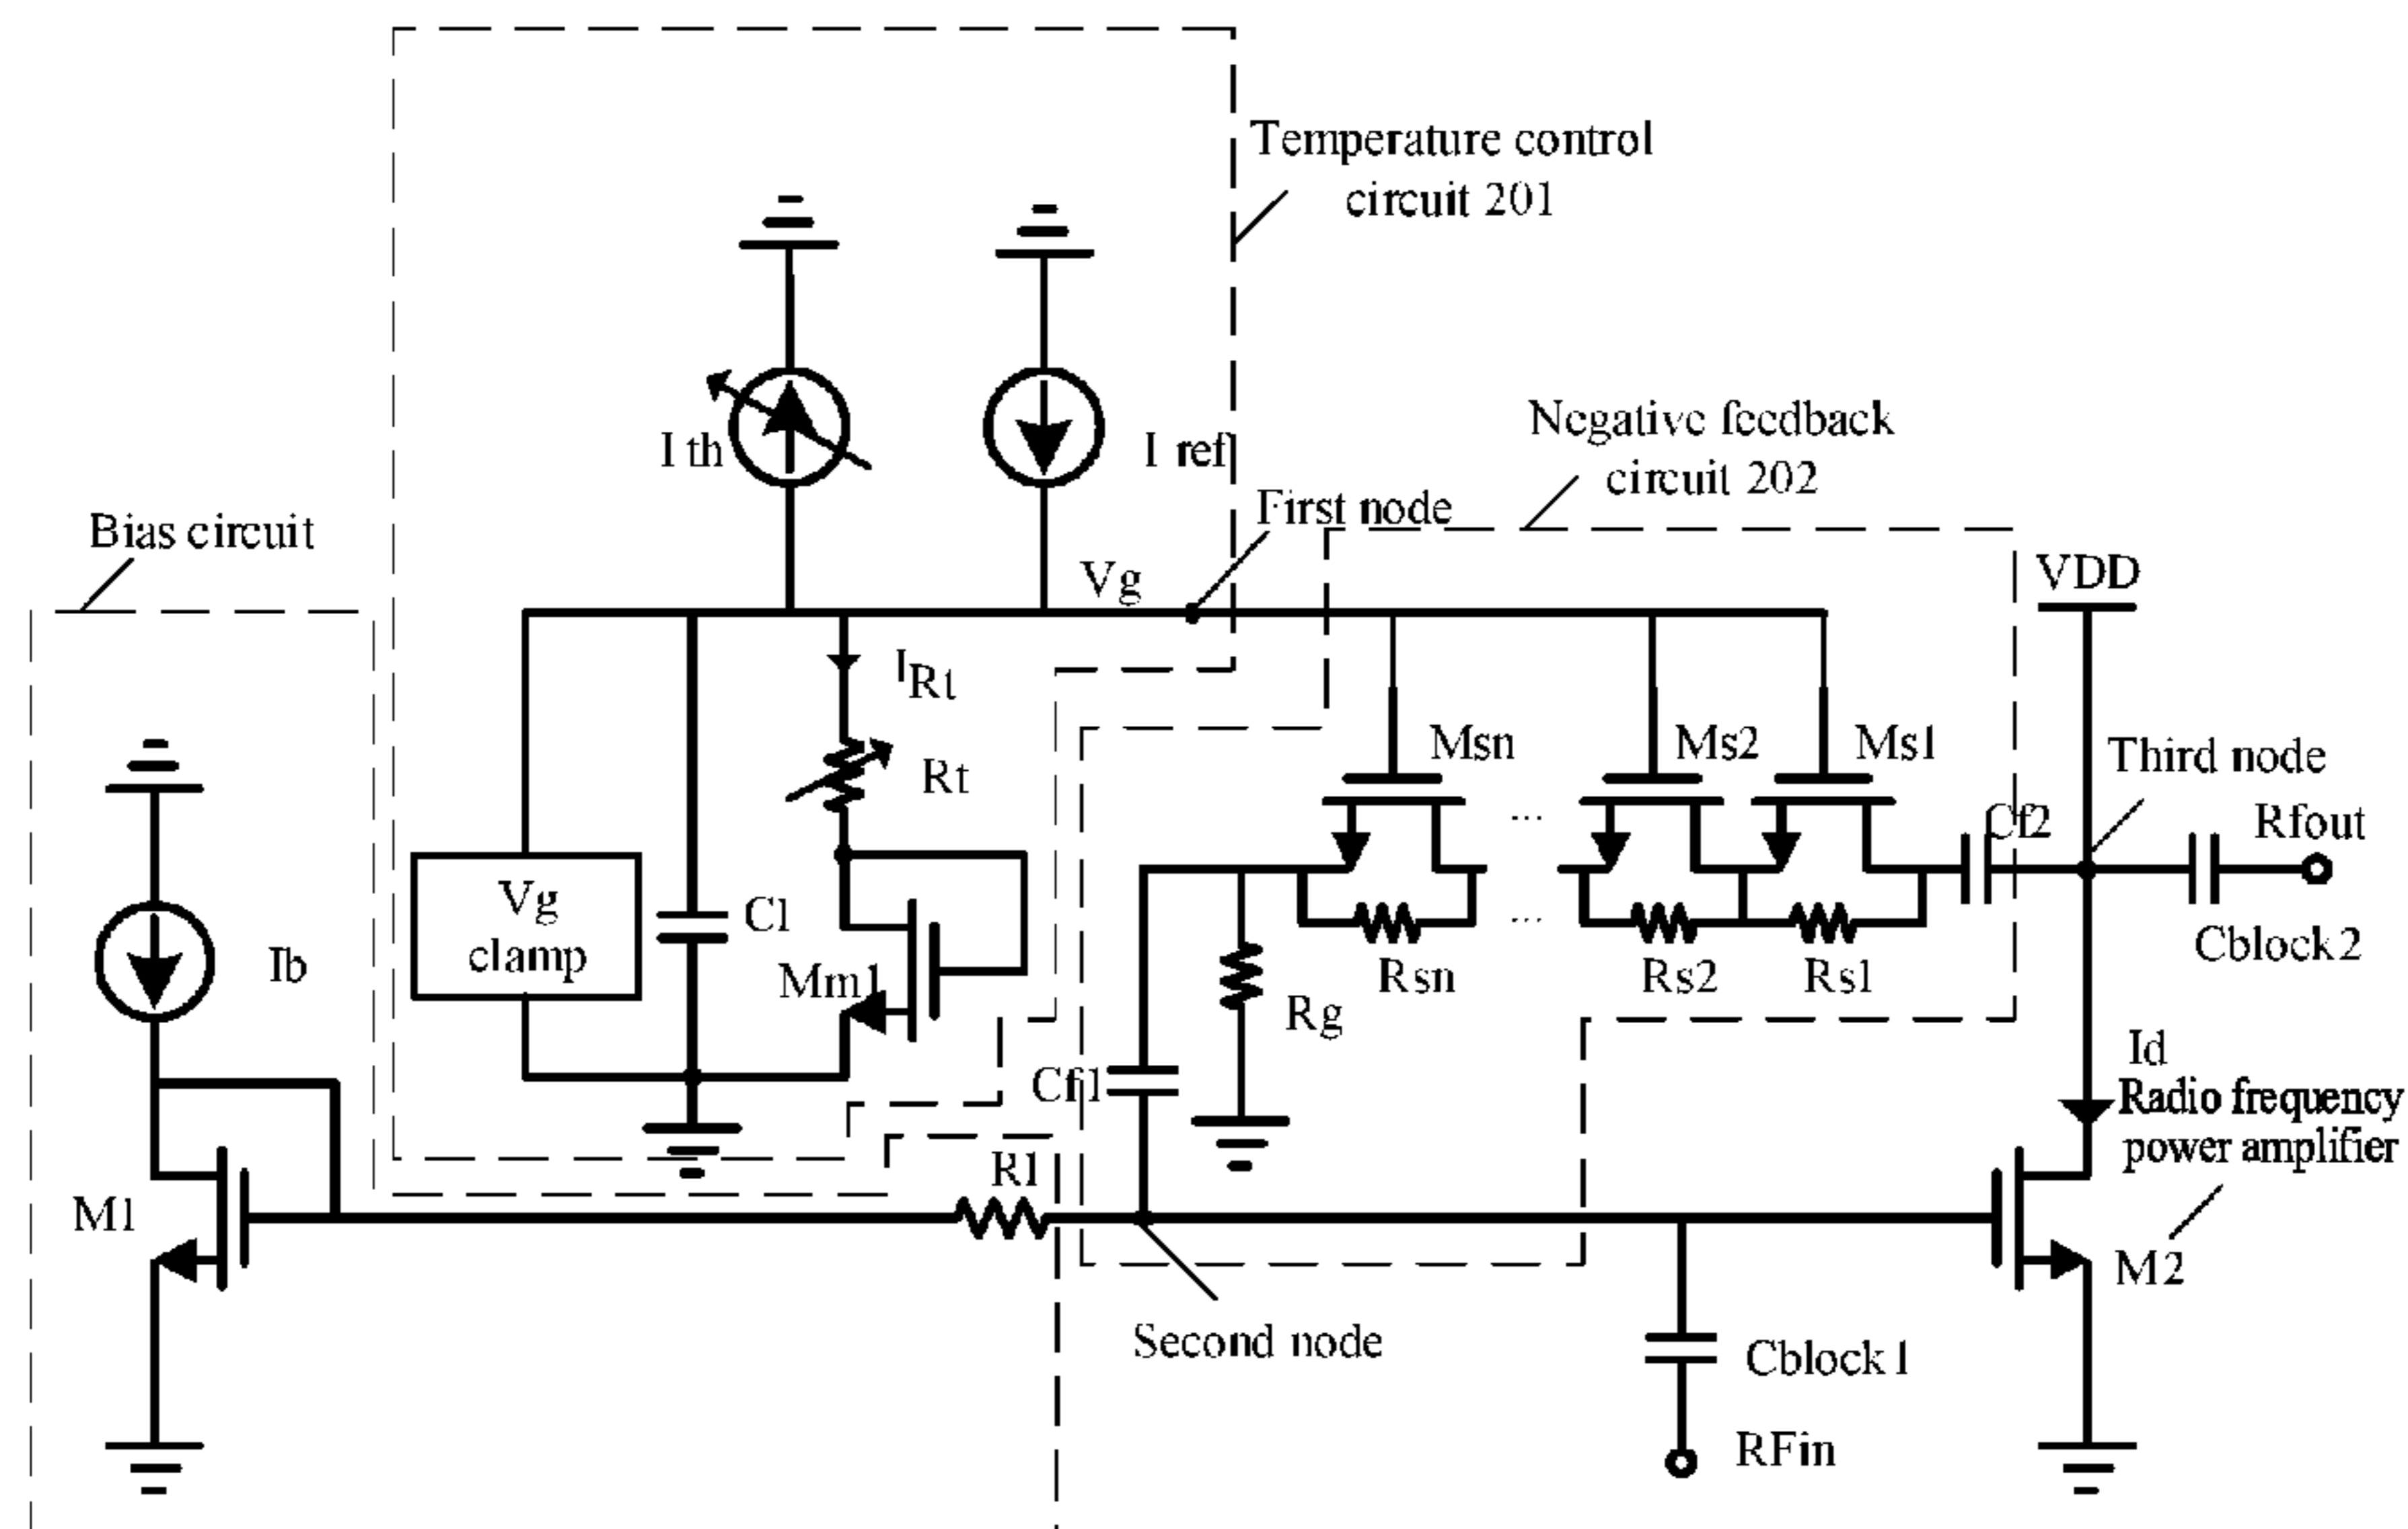 Temperature control
circuit 201
I th
I ref
Negative feedback
circuit 202
First node
Bias circuit
Vg
VDD
IRt
Rt
Msn
Ms2
Ms1
Third node
...
Cf2
Rfout
Vg
clamp
C1
Mm1
Ib
...
Rsn
Rs2
Rs1
Cblock2
Rg
Cf1
Id
Radio frequency
power amplifier
R1
M1
M2
Second node
Cblock1
RFin